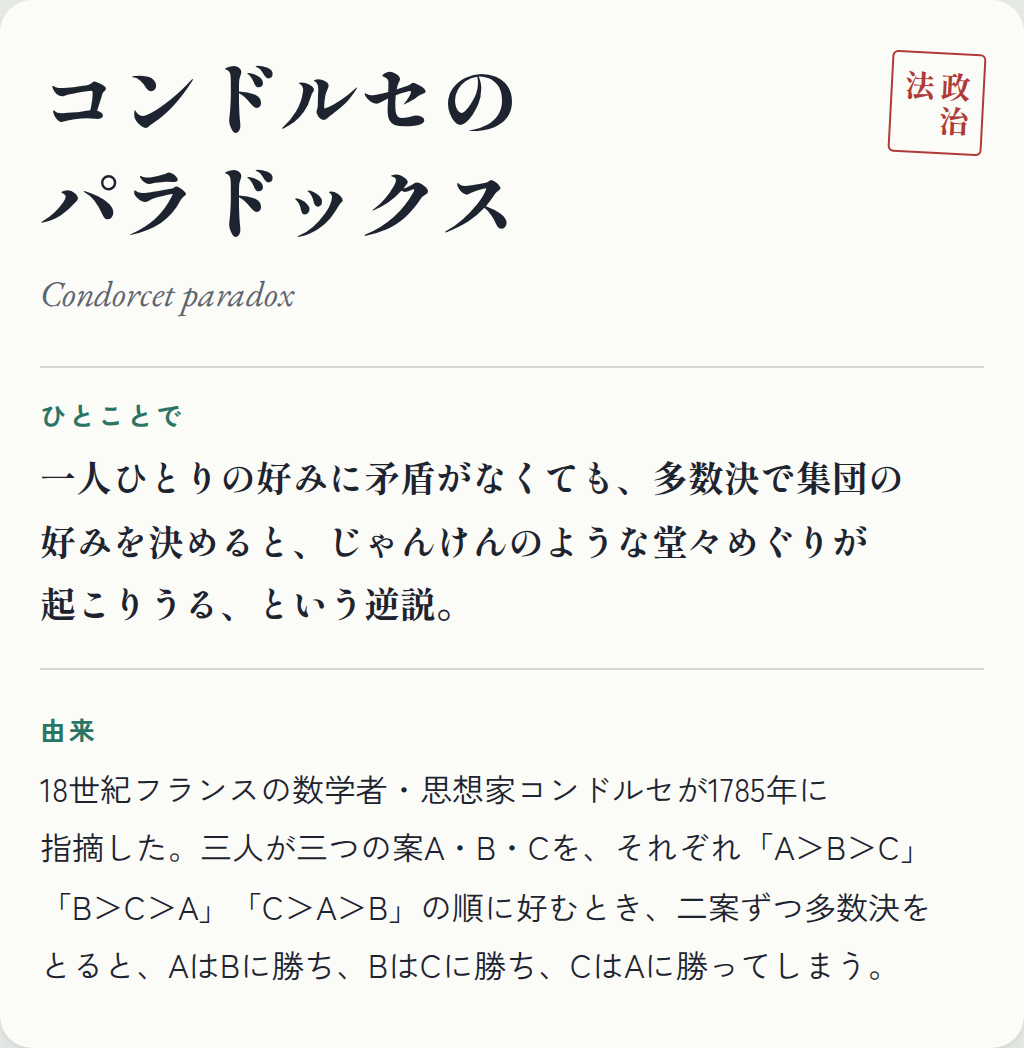 コンドルセの
パラドックス
政治
法
Condorcet paradox
ひとことで
一人ひとりの好みに矛盾がなくても、多数決で集団の
好みを決めると、じゃんけんのような堂々めぐりが
起こりうる、という逆説。
由来
18世紀フランスの数学者・思想家コンドルセが1785年に
指摘した。三人が三つの案A・B・Cを、それぞれ「A＞B＞C」
「B＞C＞A」「C＞A＞B」の順に好むとき、二案ずつ多数決を
とると、AはBに勝ち、BはCに勝ち、CはAに勝ってしまう。